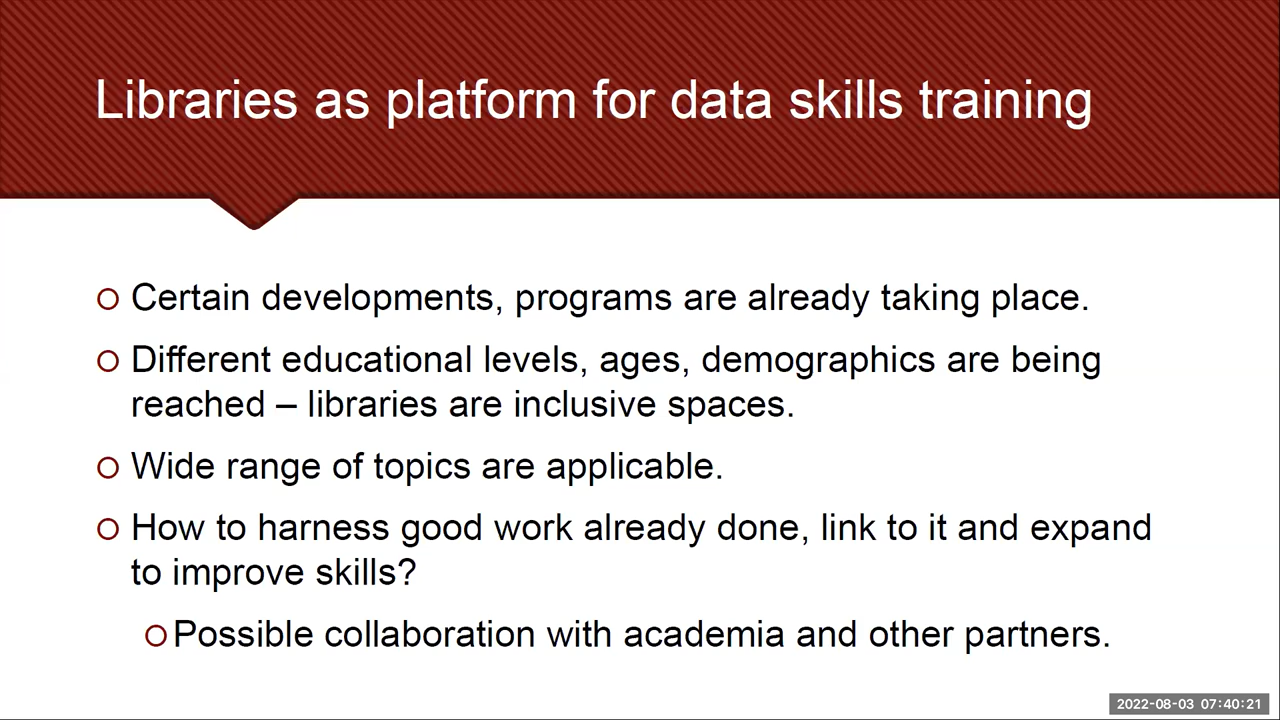 Libraries as platform for data skills training
Certain developments, programs are already taking place.
Different educational levels, ages, demographics are being
reached – libraries are inclusive spaces.
Wide range of topics are applicable.
How to harness good work already done, link to it and expand
to improve skills?
Possible collaboration with academia and other partners.
2022-08-03 07:40:21